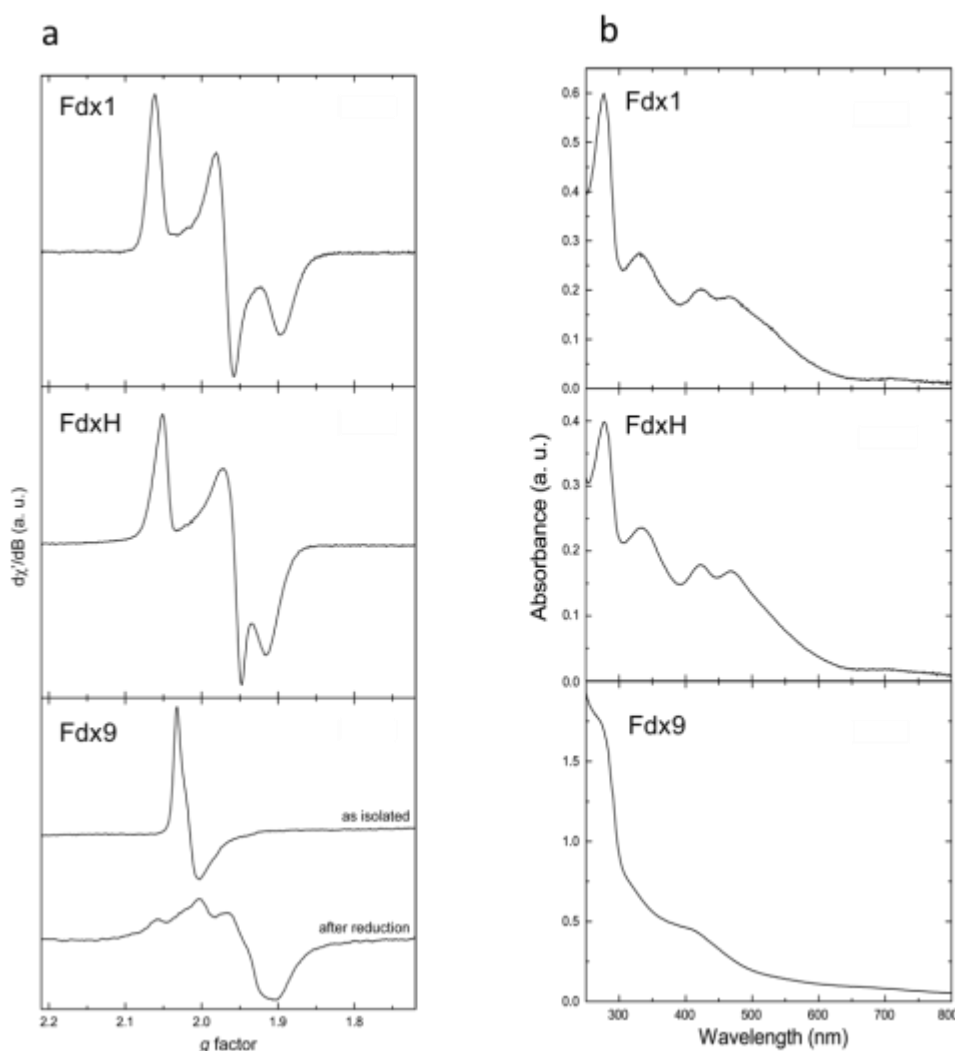 a
b
Fdx1
FdxH
Fdx9
as isolated
after reduction
dχ'/dB (a. u.)
2.2 2.1 2.0 1.9 1.8
g factor
Fdx1
0.6
0.5
0.4
0.3
0.2
0.1
0.0
FdxH
0.4
0.3
0.2
0.1
0.0
Fdx9
1.5
1.0
0.5
0.0
Absorbance (a. u.)
300 400 500 600 700 800
Wavelength (nm)